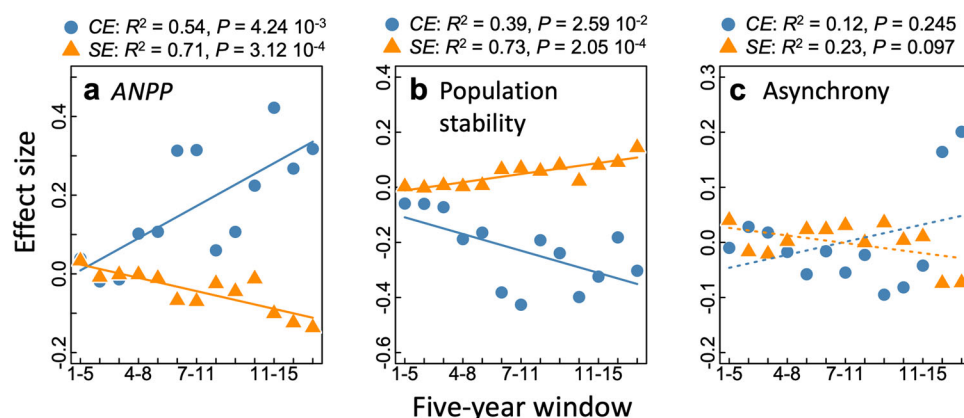 CE: R² = 0.54, P = 4.24 10⁻³
SE: R² = 0.71, P = 3.12 10⁻⁴
CE: R² = 0.39, P = 2.59 10⁻²
SE: R² = 0.73, P = 2.05 10⁻⁴
CE: R² = 0.12, P = 0.245
SE: R² = 0.23, P = 0.097
a ANPP
b Population
stability
c Asynchrony
Effect size
0.4
0.2
0.0
-0.2
0.4
0.2
0.0
-0.2
-0.4
-0.6
0.3
0.2
0.1
0.0
-0.1
-0.2
1-5 4-8 7-11 11-15
1-5 4-8 7-11 11-15
1-5 4-8 7-11 11-15
Five-year window